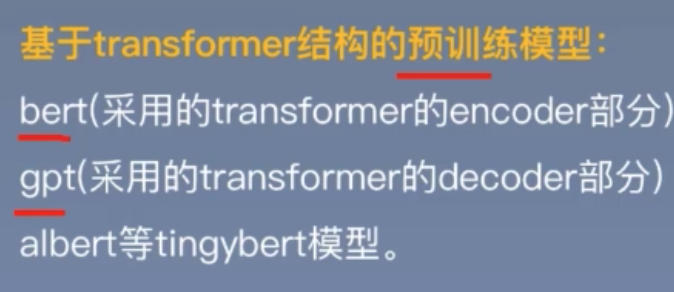 基于transformer结构的预训练模型：
bert(采用的transformer的encoder部分)
gpt(采用的transformer的decoder部分)
albert等tingybert模型。